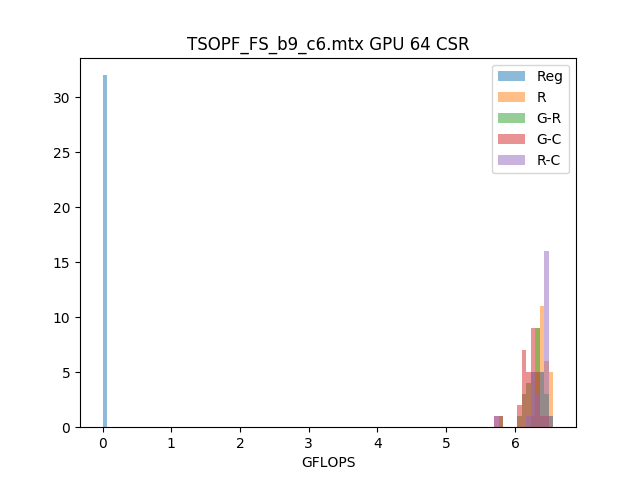 TSOPF_FS_b9_c6.mtx GPU 64 CSR
Reg
R
G-R
G-C
R-C
30
25
20
15
10
5
0
0 1 2 3 4 5 6
GFLOPS